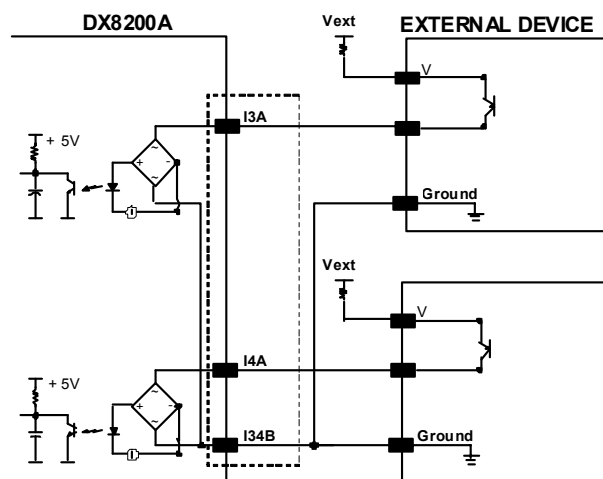 DX8200A
Vext
EXTERNAL DEVICE
V
I3A
+ 5V
+
~
-
~
Ground
Vext
V
I4A
+ 5V
+
~
-
~
I34B
Ground